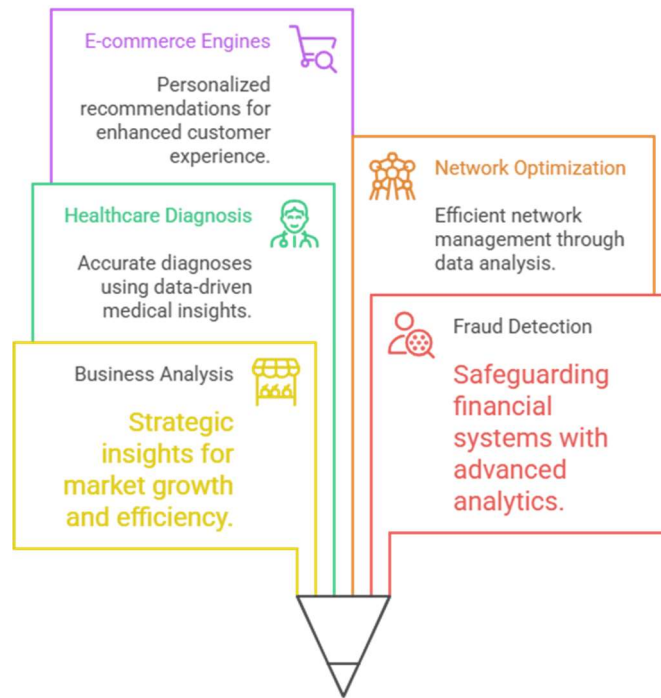 E-commerce Engines
Personalized
recommendations for
enhanced customer
experience.
Network Optimization
Efficient network
management through
data analysis.
Healthcare Diagnosis
Accurate diagnoses
using data-driven
medical insights.
Fraud Detection
Safeguarding
financial
systems with
advanced
analytics.
Business Analysis
Strategic
insights for
market growth
and efficiency.